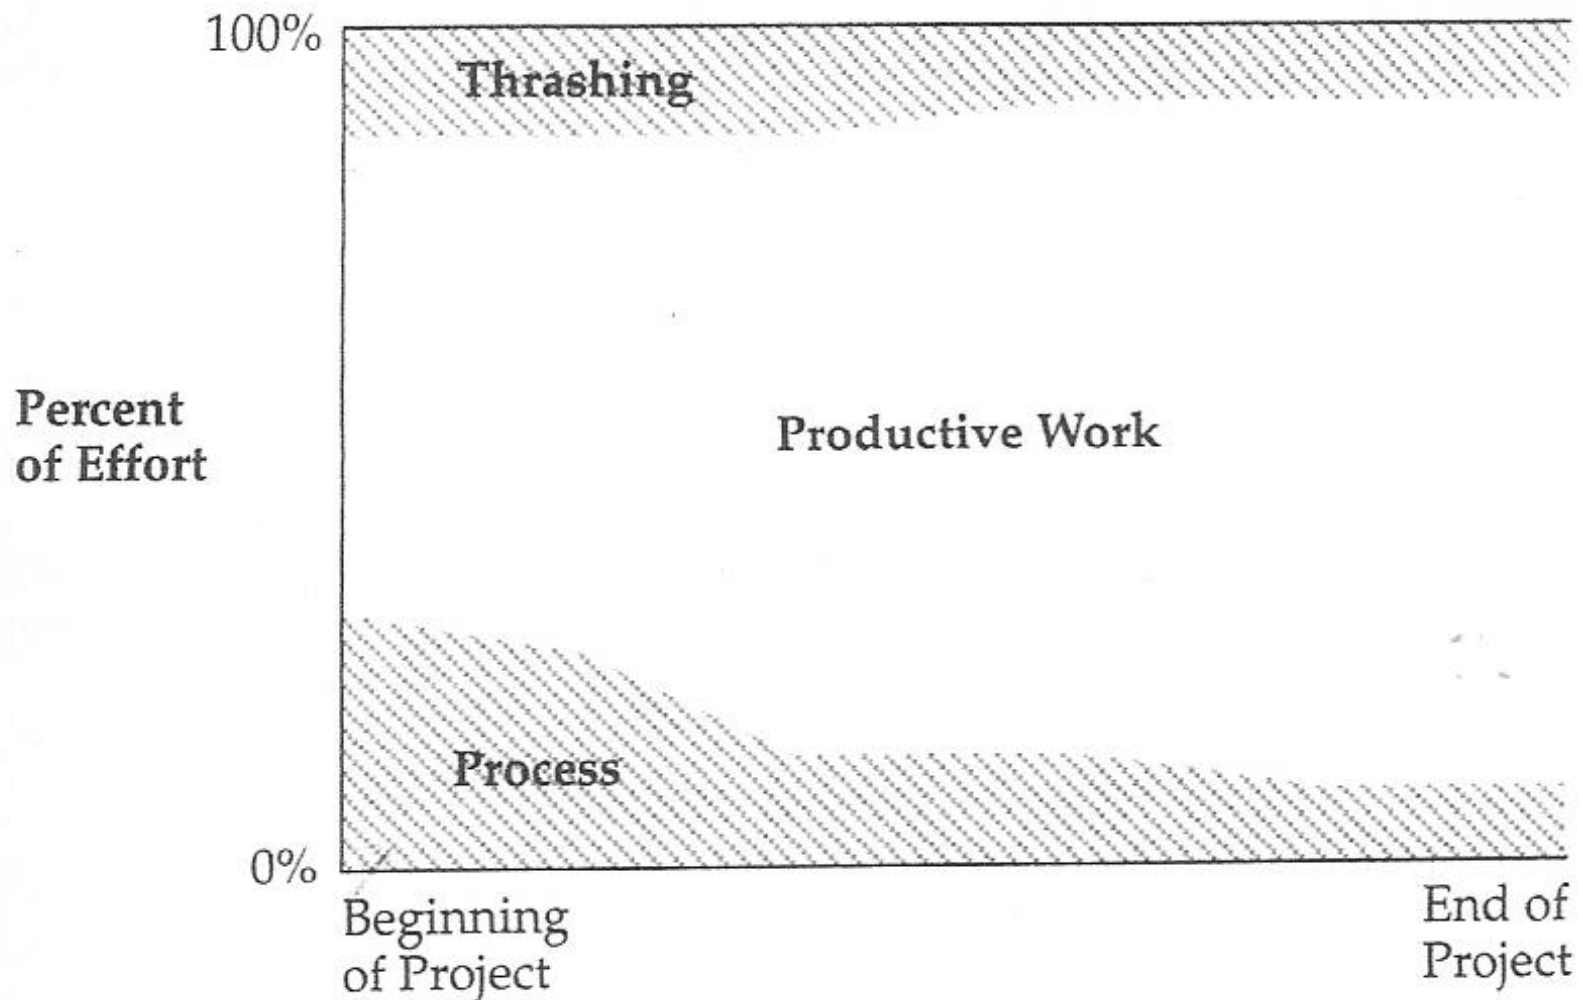 100%
Thrashing
Percent
of Effort
Productive Work
Process
0%
Beginning
of Project
End of
Project